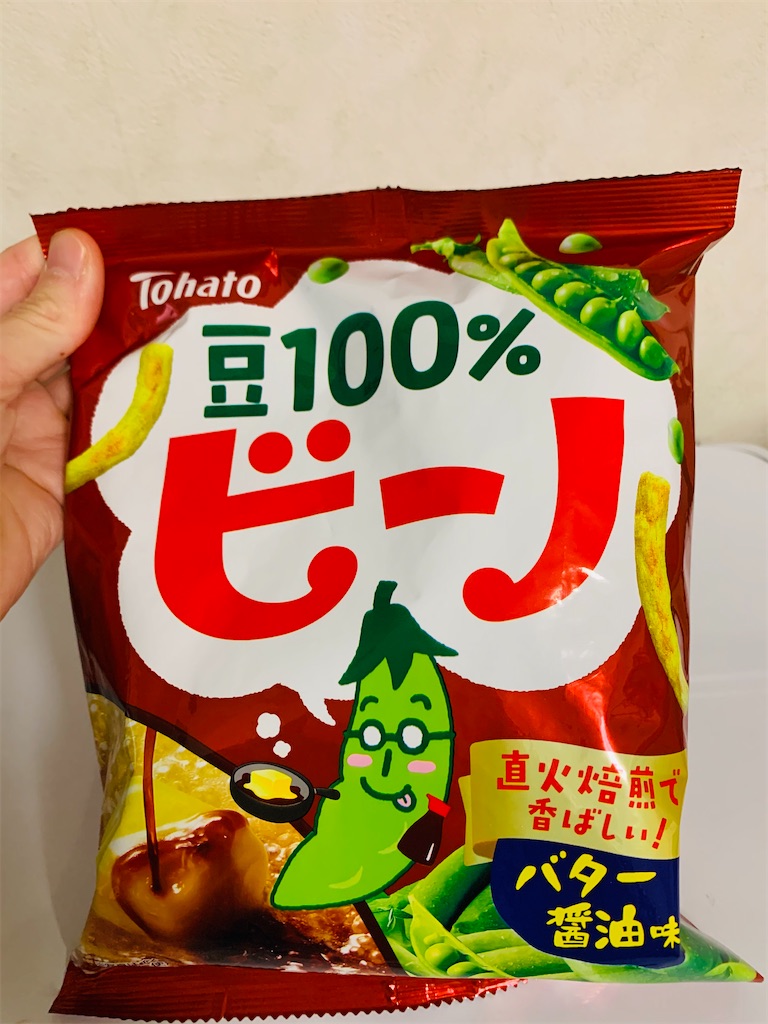 Tohato
豆100%
ビーノ
直火焙煎で
香ばしい!
バター
醤油味